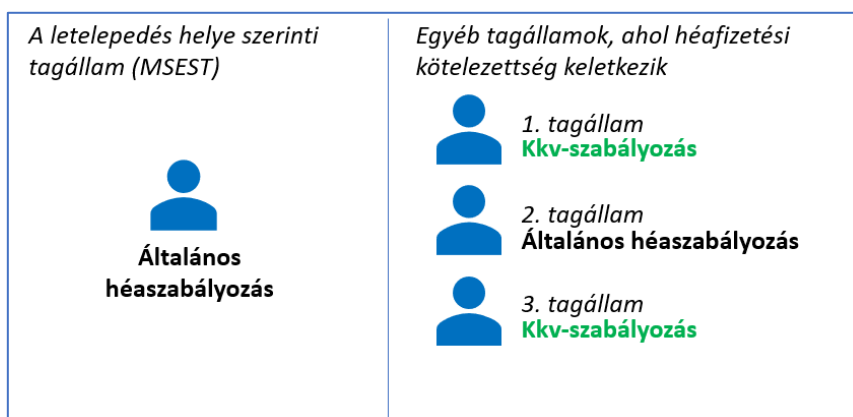 A letelepedés helye szerinti
tagállam (MSEST)
Általános
héaszabályozás
Egyéb tagállamok, ahol héafizetési
kötelezettség keletkezik
1. tagállam
Kkv-szabályozás
2. tagállam
Általános héaszabályozás
3. tagállam
Kkv-szabályozás